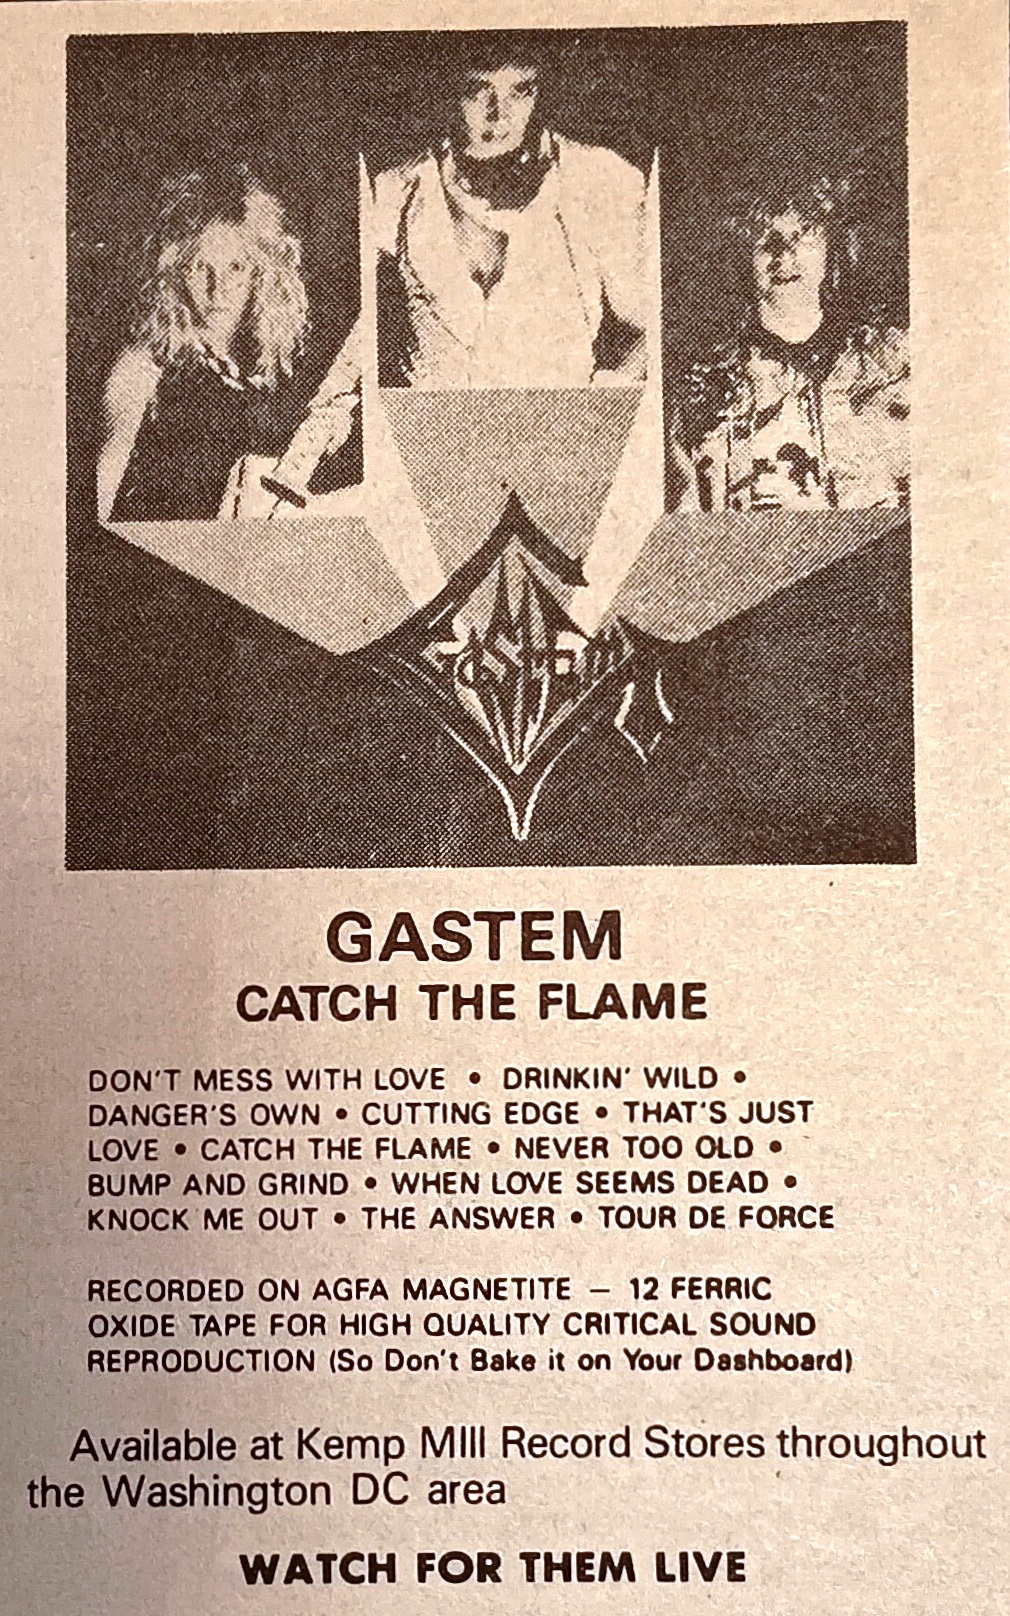 GASTEM
CATCH THE FLAME
DON'T MESS WITH LOVE • DRINKIN' WILD •
DANGER'S OWN • CUTTING EDGE • THAT'S JUST
LOVE • CATCH THE FLAME • NEVER TOO OLD •
BUMP AND GRIND • WHEN LOVE SEEMS DEAD •
KNOCK ME OUT • THE ANSWER • TOUR DE FORCE
RECORDED ON AGFA MAGNETITE — 12 FERRIC
OXIDE TAPE FOR HIGH QUALITY CRITICAL SOUND
REPRODUCTION (So Don't Bake it on Your Dashboard)
Available at Kemp MIll Record Stores throughout
the Washington DC area
WATCH FOR THEM LIVE